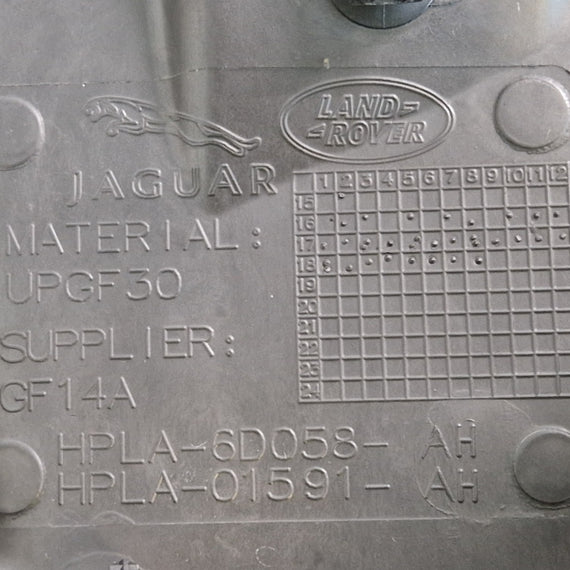 LAND-
-ROVER
JAGUAR
1 2 3 4 5 6 7 8 9 10 11 12
15
16
17
18
19
20
21
22
23
24
MATERIAL:
UPGF30
SUPPLIER:
GF14A
HPLA-6D058- AH
HPLA-01591- AH